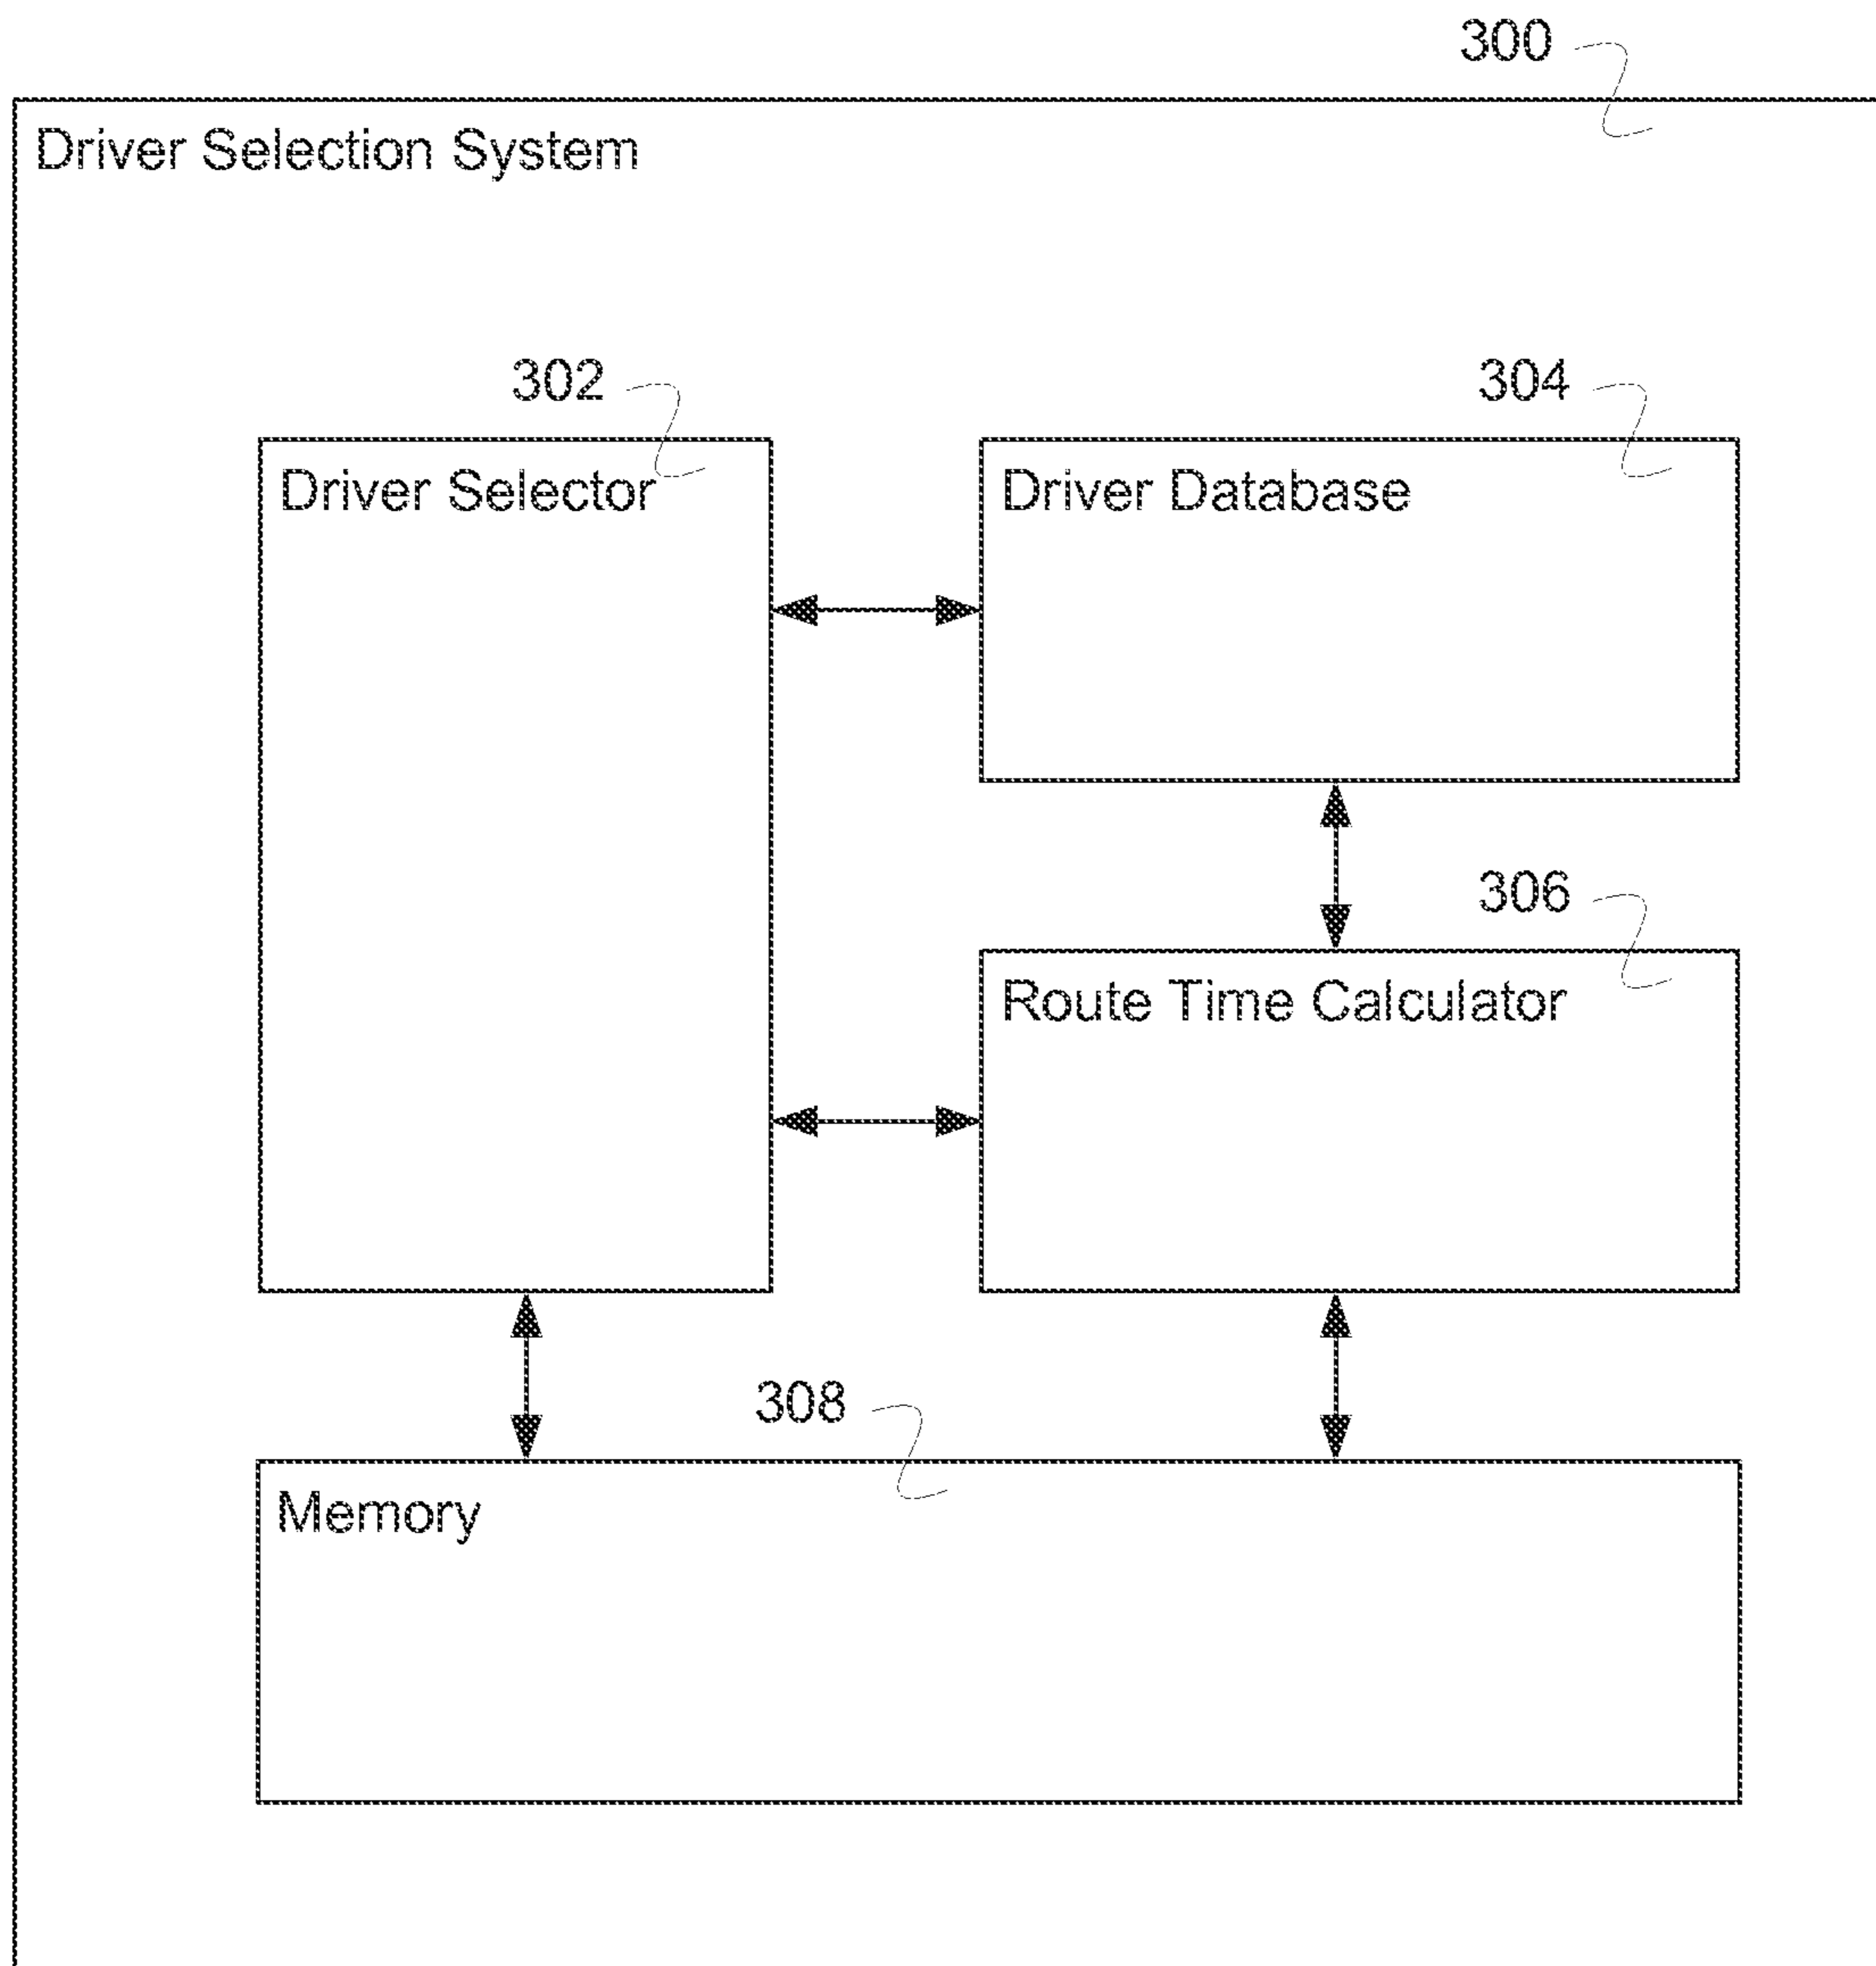 300
Driver Selection System
302
304
Driver Selector
Driver Database
306
Route Time Calculator
308
Memory